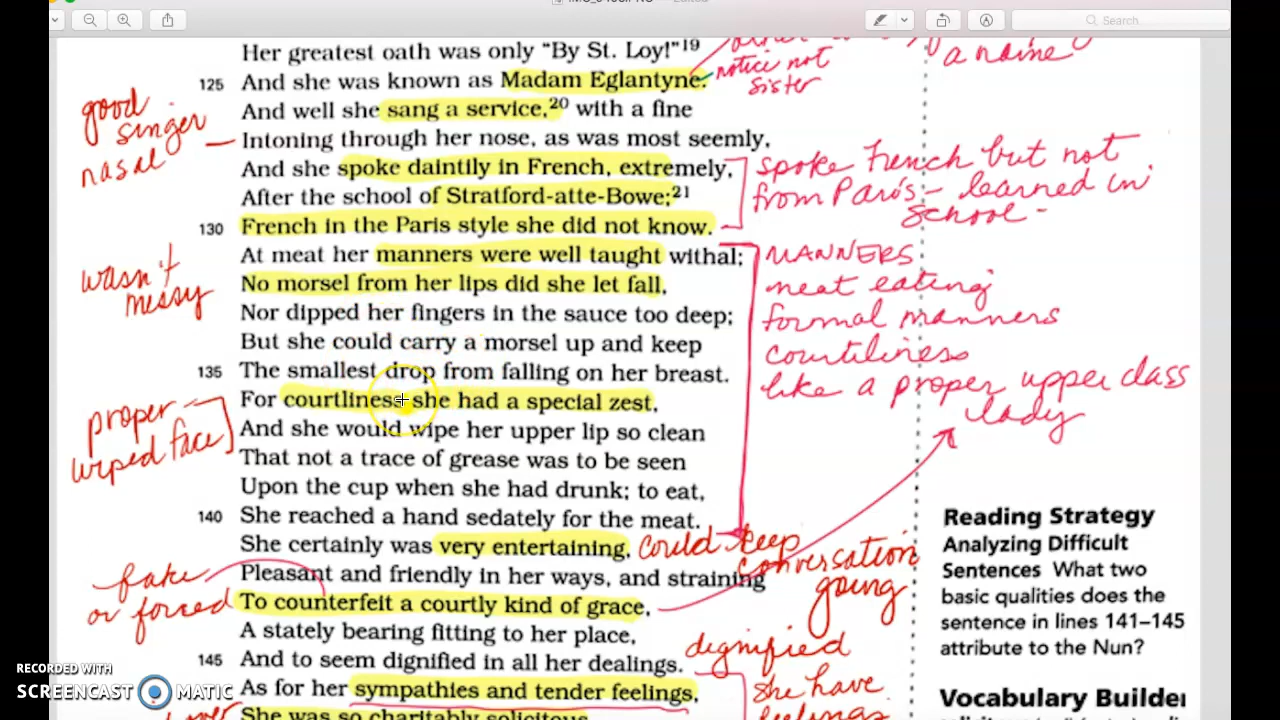 Search
Her greatest oath was only "By St. Loy!"19
a name
notice not
sister
125 And she was known as Madam Eglantyne.
And well she sang a service,20 with a fine
good
singer
nasal
Intoning through her nose, as was most seemly,
And she spoke daintily in French, extremely,
After the school of Stratford-atte-Bowe;21
130 French in the Paris style she did not know.
spoke French but not
from Paris - learned in
school -
At meat her manners were well taught withal;
No morsel from her lips did she let fall,
Nor dipped her fingers in the sauce too deep;
But she could carry a morsel up and keep
135 The smallest drop from falling on her breast.
wasn't
messy
MANNERS
neat eating
formal manners
courtiliness
like a proper upper class
lady
For courtliness she had a special zest,
And she would wipe her upper lip so clean
That not a trace of grease was to be seen
Upon the cup when she had drunk; to eat,
140 She reached a hand sedately for the meat.
proper
wiped face
She certainly was very entertaining,
could keep
conversation
going
Pleasant and friendly in her ways, and straining
To counterfeit a courtly kind of grace,
fake
or forced
A stately bearing fitting to her place,
145 And to seem dignified in all her dealings.
dignified
As for her sympathies and tender feelings,
she have
feelings
She was so charitably solicitous
Reading Strategy
Analyzing Difficult
Sentences What two
basic qualities does the
sentence in lines 141–145
attribute to the Nun?
Vocabulary Builder
RECORDED WITH
SCREENCAST MATIC